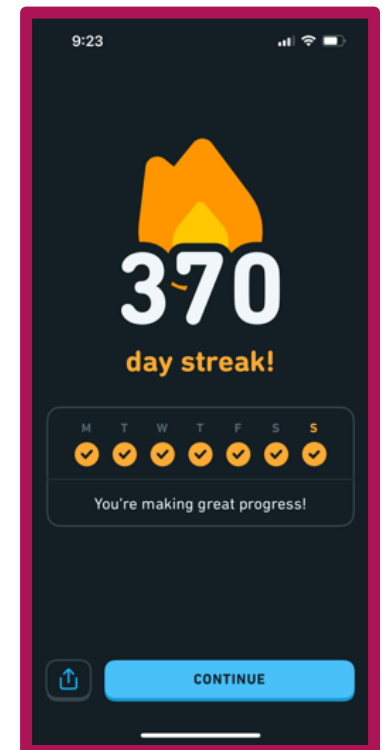 9:23
370
day streak!
M T W T F S S
You're making great progress!
CONTINUE